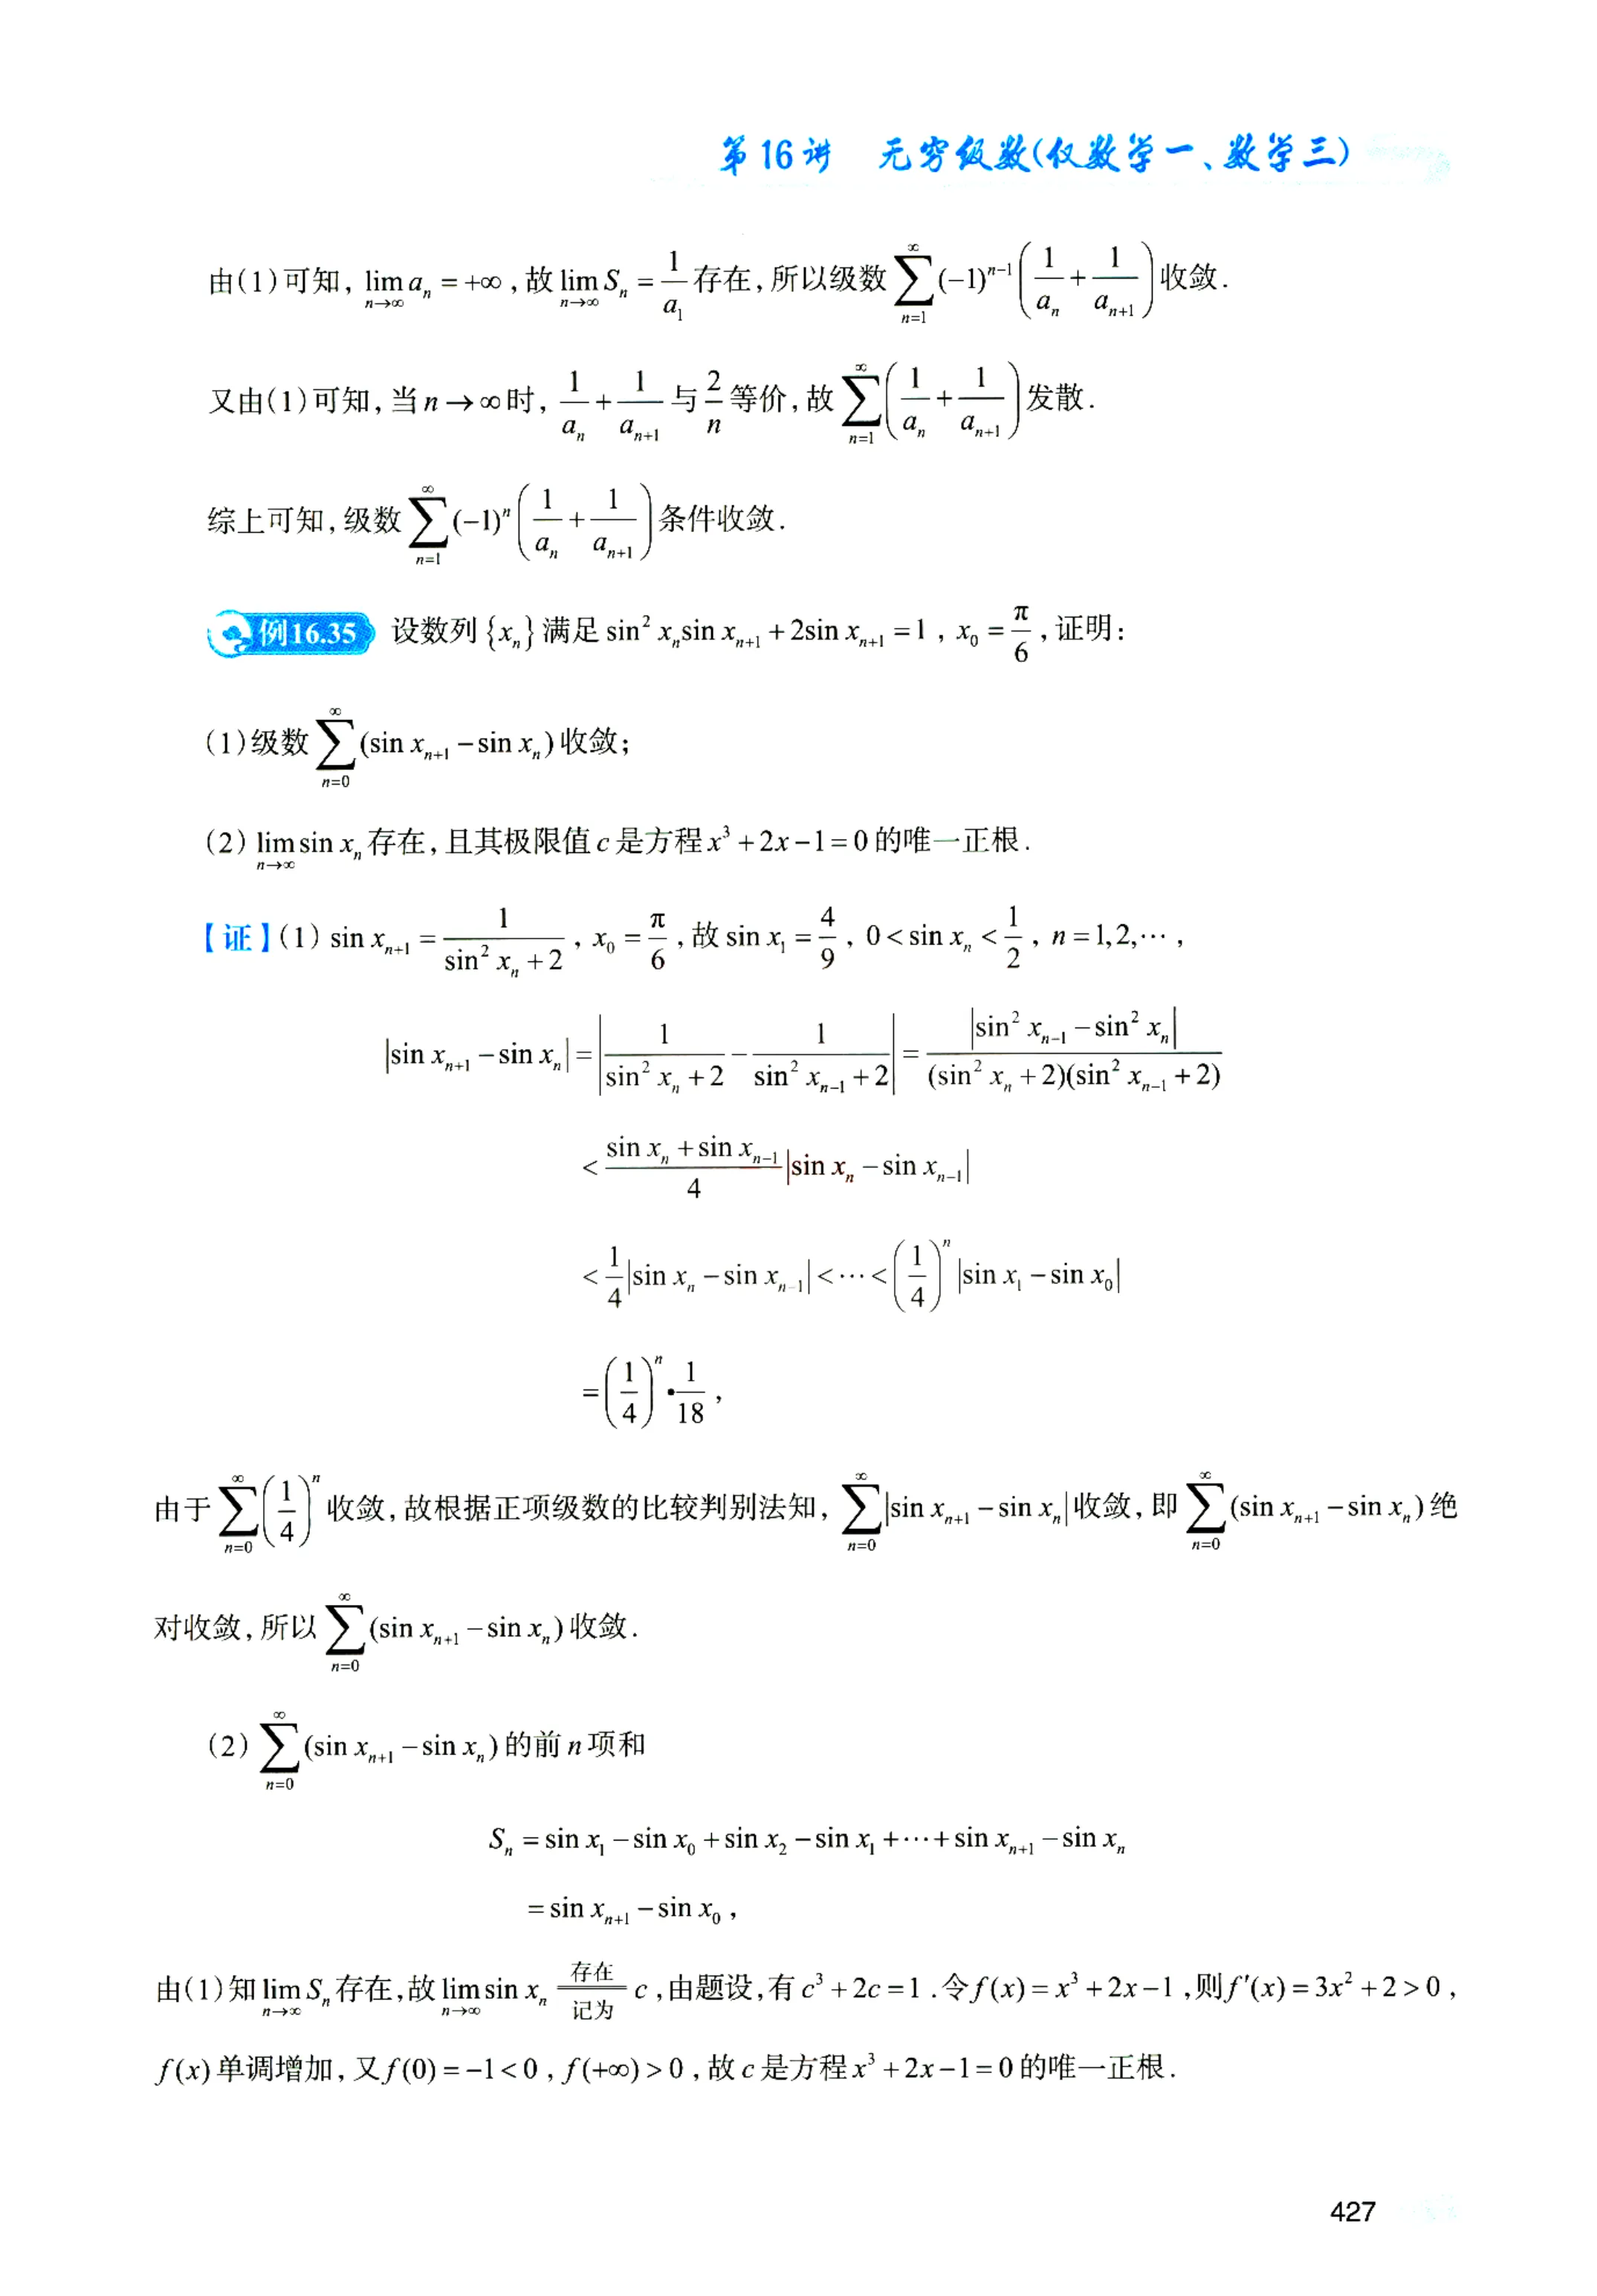 第16讲 无穷级数(仅数学一、数学三)
由(1)可知, $\lim_{n\to\infty} a_n = +\infty$ ,故 $\lim_{n\to\infty} S_n = \frac{1}{a_1}$ 存在,所以级数 $\sum_{n=1}^{\infty} (-1)^{n-1} \left( \frac{1}{a_n} + \frac{1}{a_{n+1}} \right)$ 收敛.
又由(1)可知,当 $n \to \infty$ 时, $\frac{1}{a_n} + \frac{1}{a_{n+1}}$ 与 $\frac{2}{n}$ 等价,故 $\sum_{n=1}^{\infty} \left( \frac{1}{a_n} + \frac{1}{a_{n+1}} \right)$ 发散.
综上可知,级数 $\sum_{n=1}^{\infty} (-1)^n \left( \frac{1}{a_n} + \frac{1}{a_{n+1}} \right)$ 条件收敛.
例16.35 设数列 $\{x_n\}$ 满足 $\sin^2 x_n \sin x_{n+1} + 2\sin x_{n+1} = 1$ , $x_0 = \frac{\pi}{6}$ ,证明:
(1)级数 $\sum_{n=0}^{\infty} (\sin x_{n+1} - \sin x_n)$ 收敛;
(2) $\lim_{n\to\infty} \sin x_n$ 存在,且其极限值 $c$ 是方程 $x^3 + 2x - 1 = 0$ 的唯一正根.
【证】(1) $\sin x_{n+1} = \frac{1}{\sin^2 x_n + 2}$ , $x_0 = \frac{\pi}{6}$ ,故 $\sin x_1 = \frac{4}{9}$ , $0 < \sin x_n < \frac{1}{2}$ , $n = 1,2,\cdots$ ,
$\left| \sin x_{n+1} - \sin x_n \right| = \left| \frac{1}{\sin^2 x_n + 2} - \frac{1}{\sin^2 x_{n-1} + 2} \right| = \frac{\left| \sin^2 x_{n-1} - \sin^2 x_n \right|}{(\sin^2 x_n + 2)(\sin^2 x_{n-1} + 2)}$
$< \frac{\sin x_n + \sin x_{n-1}}{4} \left| \sin x_n - \sin x_{n-1} \right|$
$< \frac{1}{4} \left| \sin x_n - \sin x_{n-1} \right| < \cdots < \left( \frac{1}{4} \right)^n \left| \sin x_1 - \sin x_0 \right|$
$= \left( \frac{1}{4} \right)^n \cdot \frac{1}{18}$ ,
由于 $\sum_{n=0}^{\infty} \left( \frac{1}{4} \right)^n$ 收敛,故根据正项级数的比较判别法知, $\sum_{n=0}^{\infty} \left| \sin x_{n+1} - \sin x_n \right|$ 收敛,即 $\sum_{n=0}^{\infty} (\sin x_{n+1} - \sin x_n)$ 绝
对收敛,所以 $\sum_{n=0}^{\infty} (\sin x_{n+1} - \sin x_n)$ 收敛.
(2) $\sum_{n=0}^{\infty} (\sin x_{n+1} - \sin x_n)$ 的前 $n$ 项和
$S_n = \sin x_1 - \sin x_0 + \sin x_2 - \sin x_1 + \cdots + \sin x_{n+1} - \sin x_n$
$= \sin x_{n+1} - \sin x_0$ ,
由(1)知 $\lim_{n\to\infty} S_n$ 存在,故 $\lim_{n\to\infty} \sin x_n \xlongequal[记为]{存在} c$ ,由题设,有 $c^3 + 2c = 1$ .令 $f(x) = x^3 + 2x - 1$ ,则 $f'(x) = 3x^2 + 2 > 0$ ,
$f(x)$ 单调增加,又 $f(0) = -1 < 0$ , $f(+\infty) > 0$ ,故 $c$ 是方程 $x^3 + 2x - 1 = 0$ 的唯一正根.
427